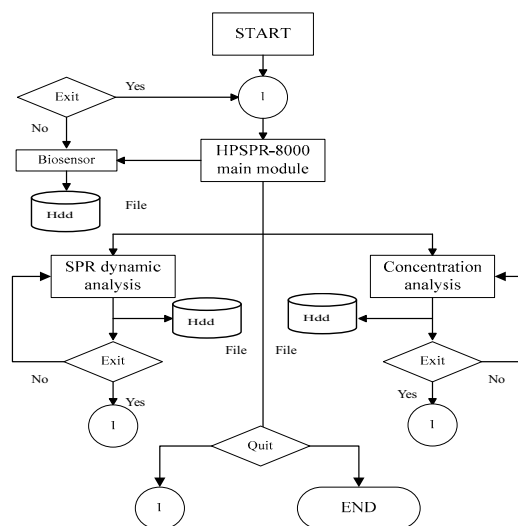 START
Yes
Exit
1
No
HPSPR-8000
main module
Biosensor
File
Hdd
SPR dynamic
analysis
Concentration
analysis
Hdd
Hdd
Exit
File
File
Exit
No
No
Yes
Yes
1
1
Quit
1
END